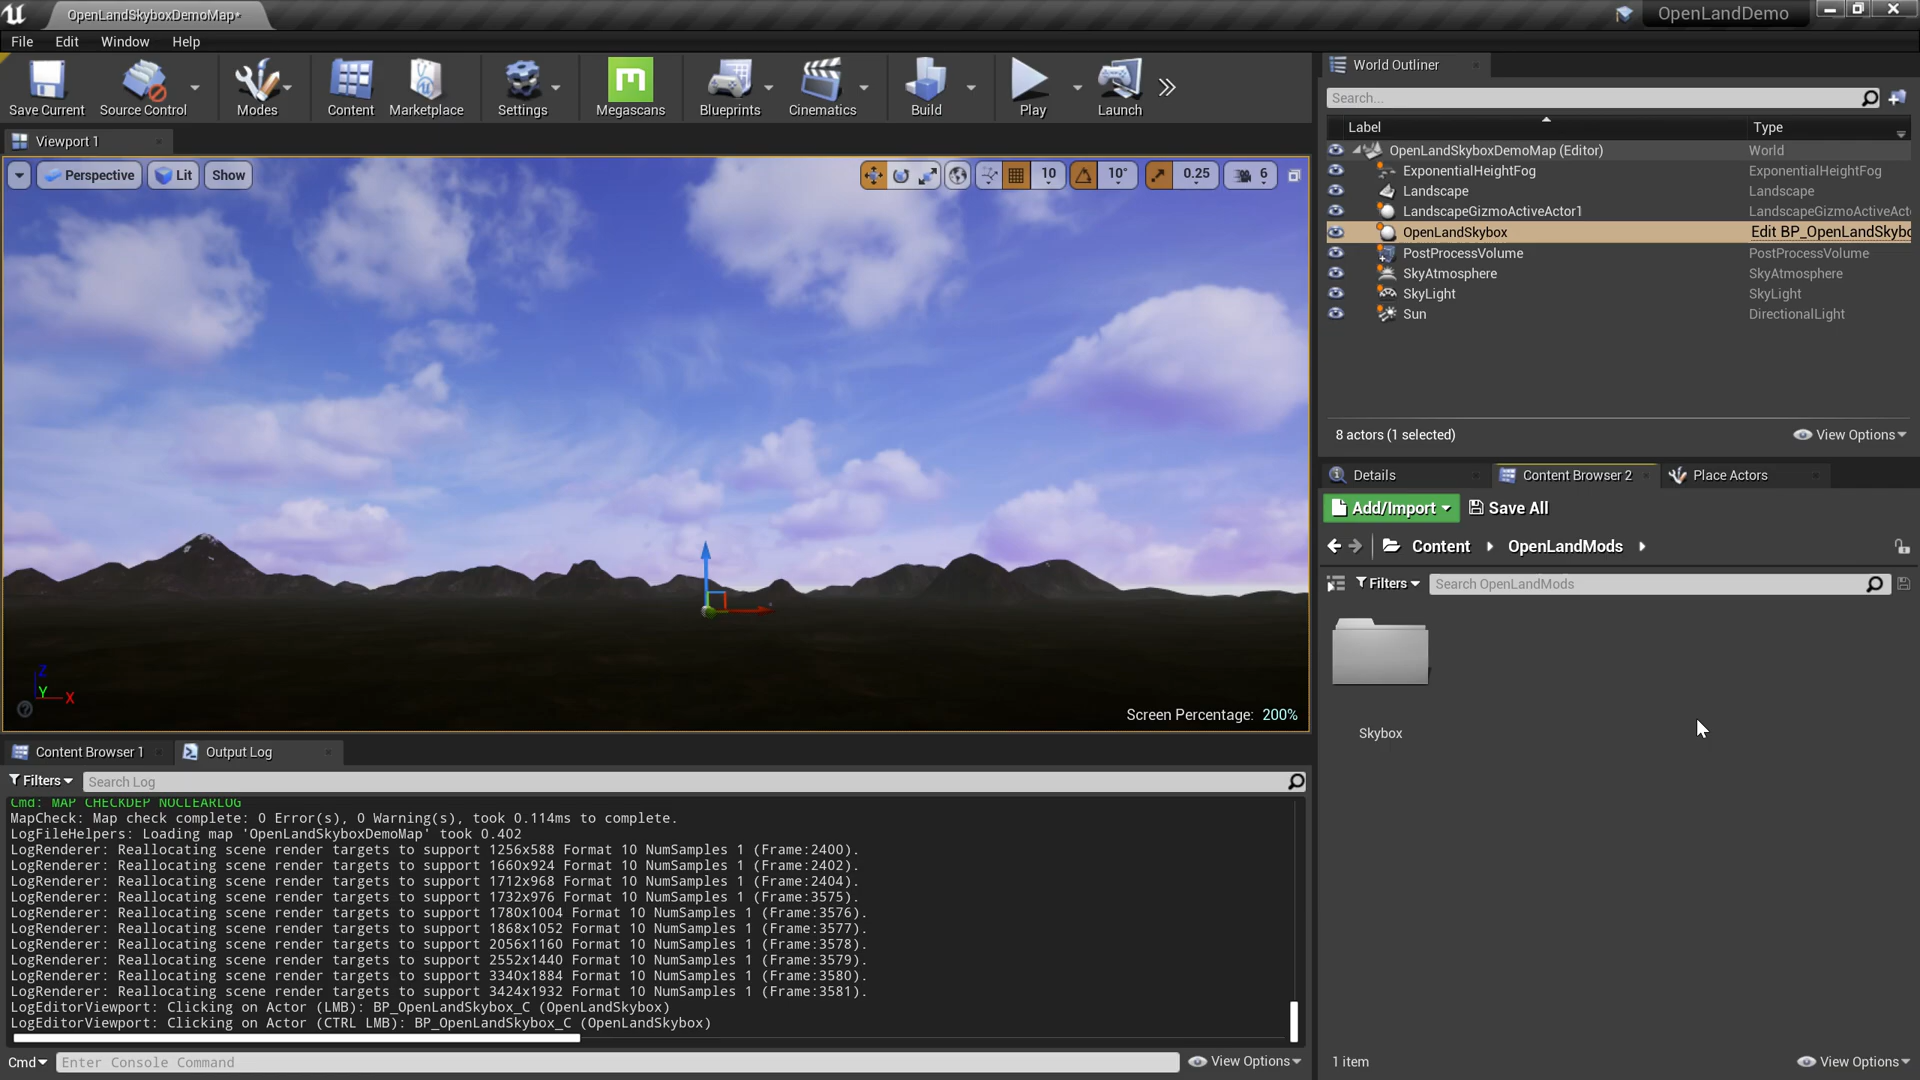 OpenLandSkyboxDemoMap*
OpenLandDemo
File Edit Window Help
Save Current
Source Control
Modes
Content
Marketplace
Settings
Megascans
Blueprints
Cinematics
Build
Play
Launch
Viewport 1
Perspective
Lit
Show
10
10°
0.25
6
Screen Percentage: 200%
Z
Y
X
World Outliner
Search...
Label Type
OpenLandSkyboxDemoMap (Editor) World
ExponentialHeightFog ExponentialHeightFog
Landscape Landscape
LandscapeGizmoActiveActor1 LandscapeGizmoActiveAct
OpenLandSkybox Edit BP_OpenLandSkybo
PostProcessVolume PostProcessVolume
SkyAtmosphere SkyAtmosphere
SkyLight SkyLight
Sun DirectionalLight
8 actors (1 selected)
View Options
Details
Content Browser 2
Place Actors
Add/Import
Save All
Content
OpenLandMods
Filters
Search OpenLandMods
Skybox
1 item
View Options
Content Browser 1
Output Log
Filters
Search Log
Cmd: MAP CHECKDEP NOCLEARLOG
MapCheck: Map check complete: 0 Error(s), 0 Warning(s), took 0.114ms to complete.
LogFileHelpers: Loading map 'OpenLandSkyboxDemoMap' took 0.402
LogRenderer: Reallocating scene render targets to support 1256x588 Format 10 NumSamples 1 (Frame:2400).
LogRenderer: Reallocating scene render targets to support 1660x924 Format 10 NumSamples 1 (Frame:2402).
LogRenderer: Reallocating scene render targets to support 1712x968 Format 10 NumSamples 1 (Frame:2404).
LogRenderer: Reallocating scene render targets to support 1732x976 Format 10 NumSamples 1 (Frame:3575).
LogRenderer: Reallocating scene render targets to support 1780x1004 Format 10 NumSamples 1 (Frame:3576).
LogRenderer: Reallocating scene render targets to support 1868x1052 Format 10 NumSamples 1 (Frame:3577).
LogRenderer: Reallocating scene render targets to support 2056x1160 Format 10 NumSamples 1 (Frame:3578).
LogRenderer: Reallocating scene render targets to support 2552x1440 Format 10 NumSamples 1 (Frame:3579).
LogRenderer: Reallocating scene render targets to support 3340x1884 Format 10 NumSamples 1 (Frame:3580).
LogRenderer: Reallocating scene render targets to support 3424x1932 Format 10 NumSamples 1 (Frame:3581).
LogEditorViewport: Clicking on Actor (LMB): BP_OpenLandSkybox_C (OpenLandSkybox)
LogEditorViewport: Clicking on Actor (CTRL LMB): BP_OpenLandSkybox_C (OpenLandSkybox)
Cmd
Enter Console Command
View Options